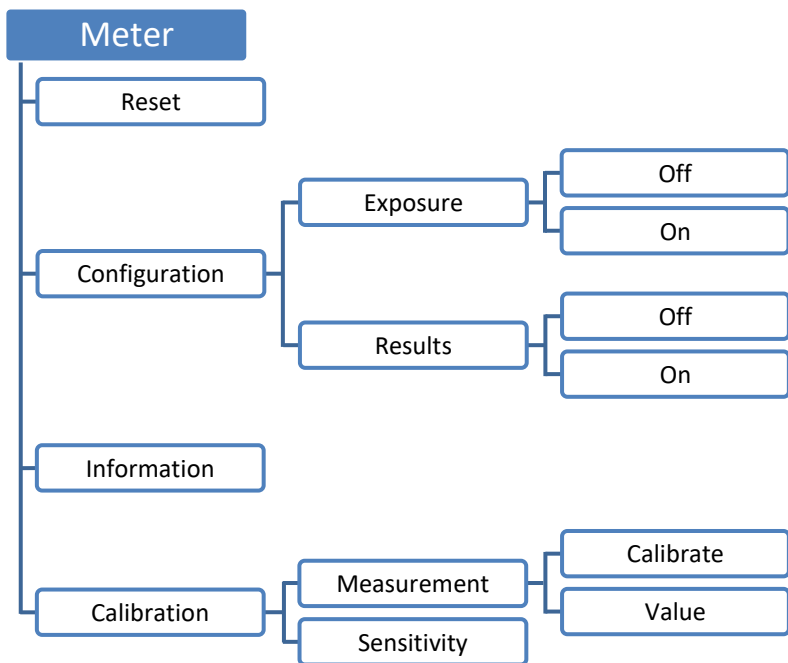 Meter
Reset
Configuration
Exposure
Off
On
Results
Off
On
Information
Calibration
Measurement
Calibrate
Value
Sensitivity